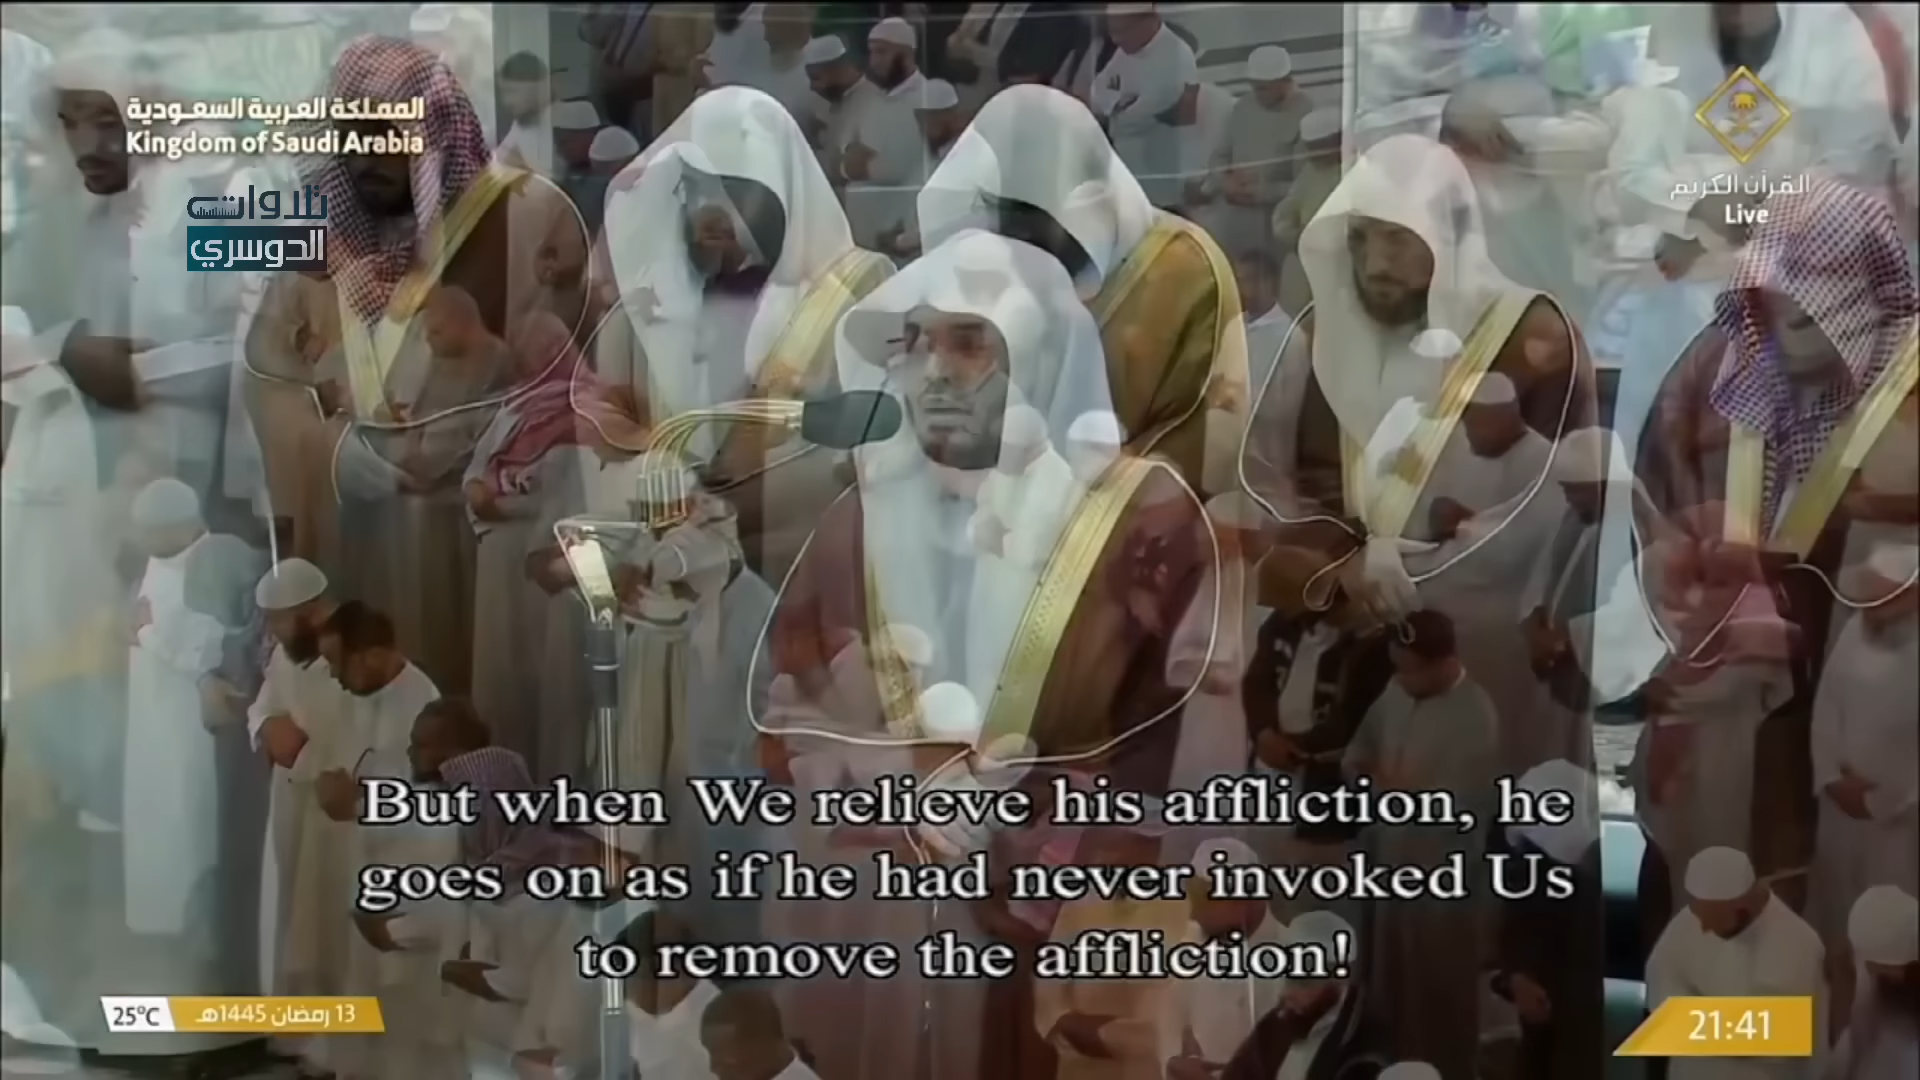 المملكة العربية السعودية
Kingdom of Saudi Arabia
تلاوات
الدوسري
القرآن الكريم
Live
But when We relieve his affliction, he
goes on as if he had never invoked Us
to remove the affliction!
25°C
13 رمضان 1445هـ
21:41